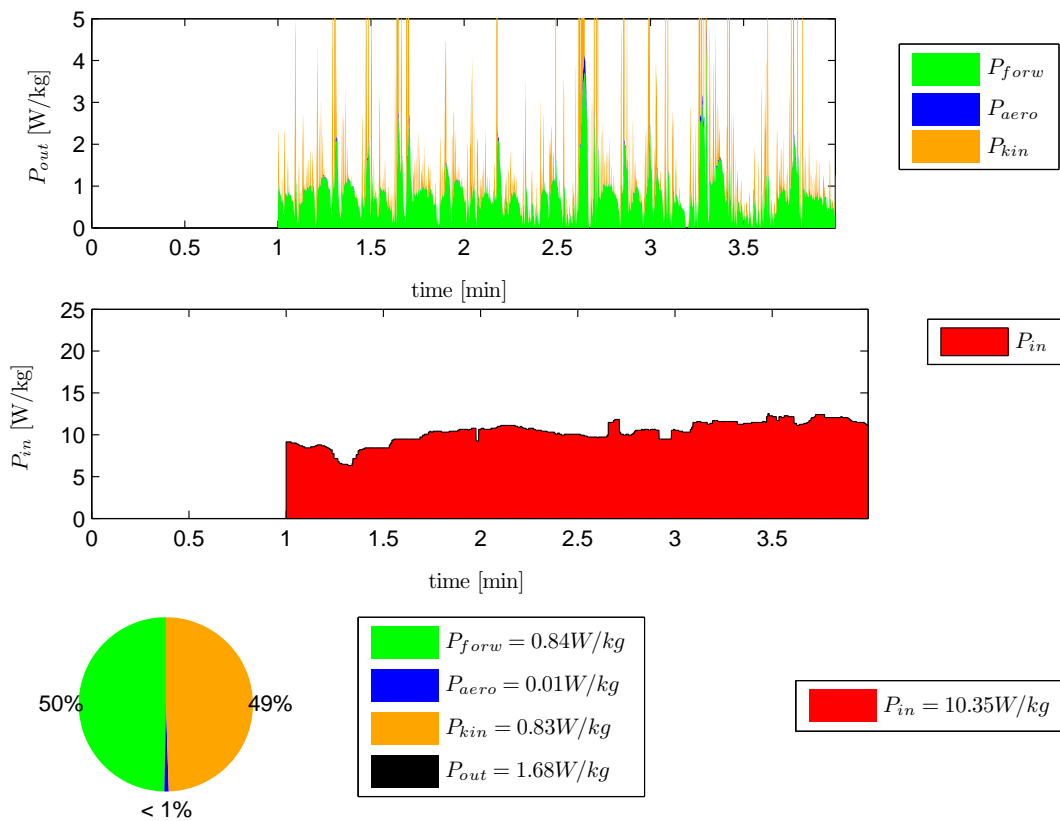 5
4
3
2
1
0
P_out [W/kg]
0 0.5 1 1.5 2 2.5 3 3.5
time [min]
P_forw
P_aero
P_kin
25
20
15
10
5
0
P_in [W/kg]
0 0.5 1 1.5 2 2.5 3 3.5
time [min]
P_in
50%
49%
< 1%
P_forw = 0.84W/kg
P_aero = 0.01W/kg
P_kin = 0.83W/kg
P_out = 1.68W/kg
P_in = 10.35W/kg